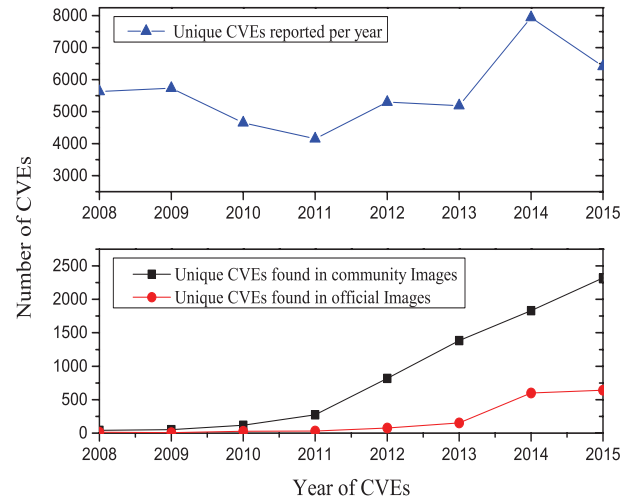 8000
7000
6000
5000
4000
3000
Unique CVEs reported per year
2008 2009 2010 2011 2012 2013 2014 2015
Number of CVEs
2500
2000
1500
1000
500
0
Unique CVEs found in community Images
Unique CVEs found in official Images
2008 2009 2010 2011 2012 2013 2014 2015
Year of CVEs